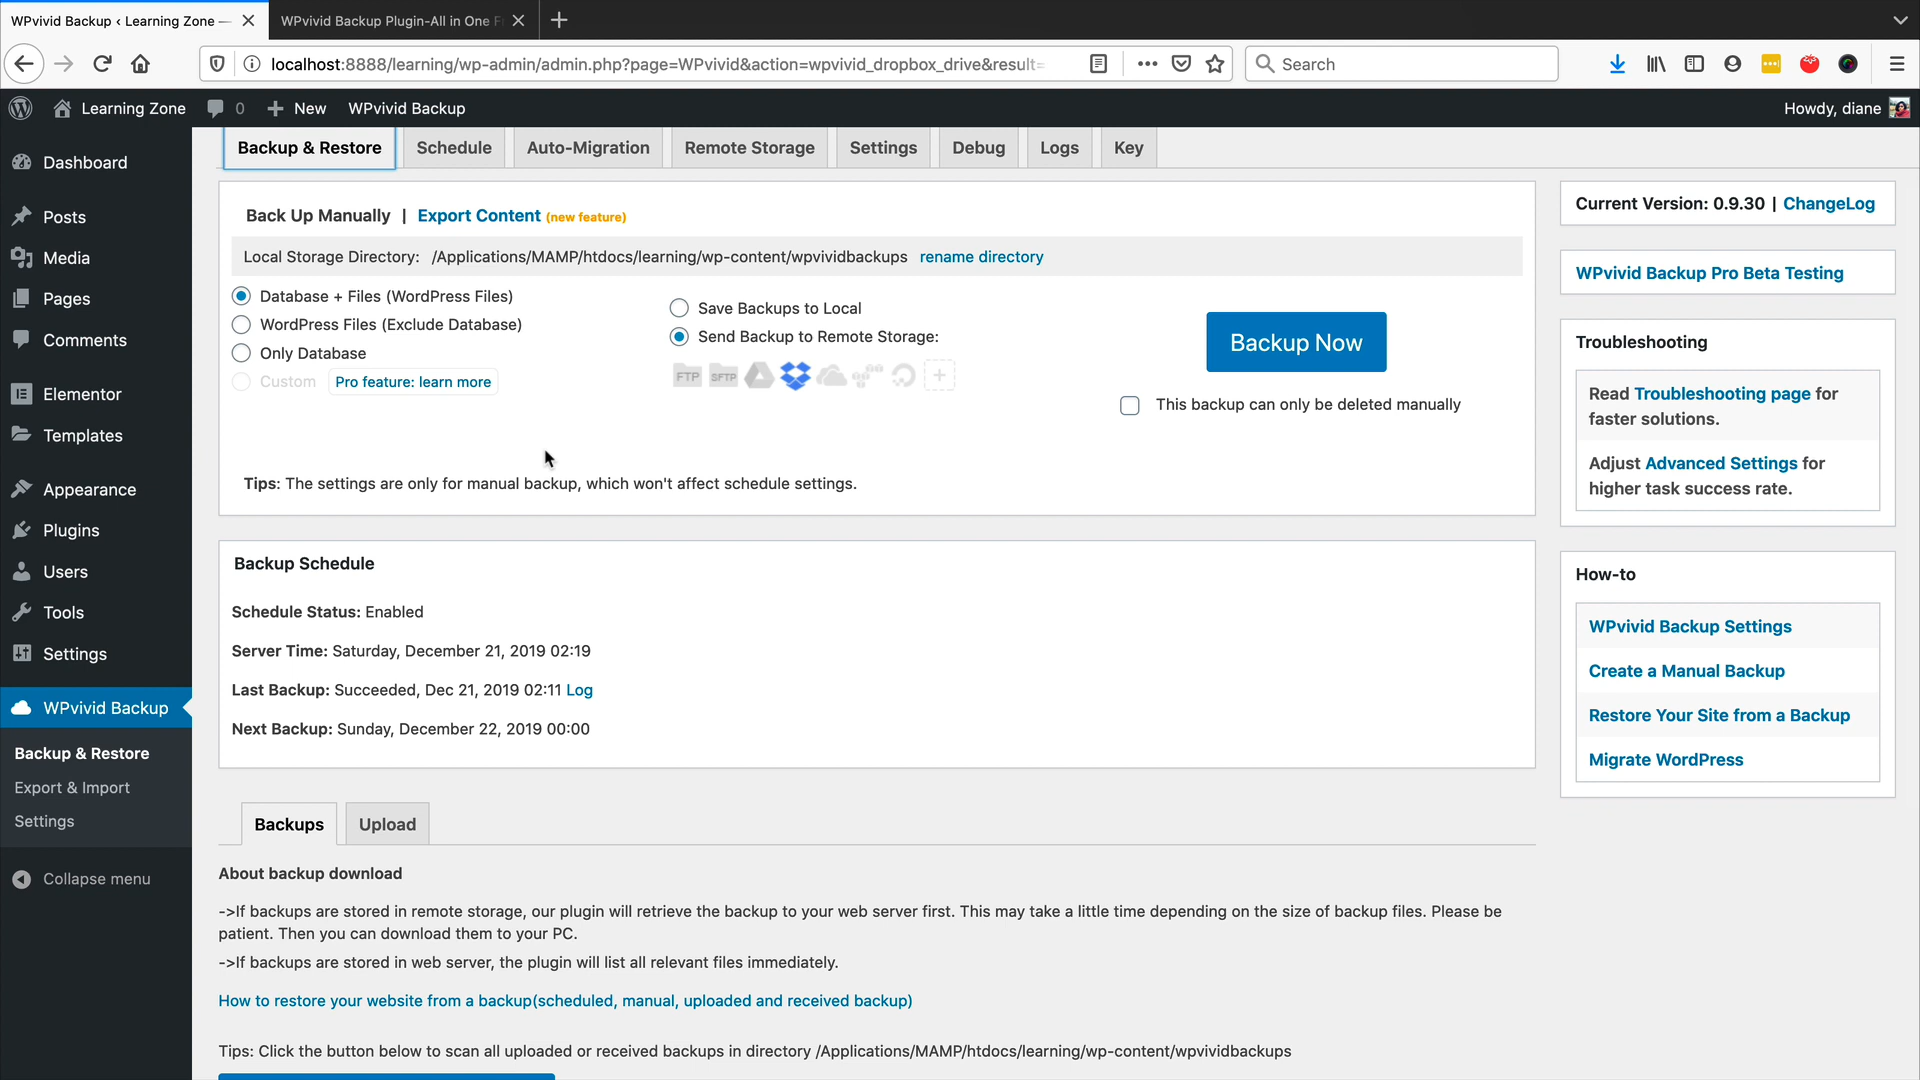 WPvivid Backup ‹ Learning Zone —
WPvivid Backup Plugin-All in One F
localhost:8888/learning/wp-admin/admin.php?page=WPvivid&action=wpvivid_dropbox_drive&result=
Search
Learning Zone
0
New
WPvivid Backup
Howdy, diane
Dashboard
Posts
Media
Pages
Comments
Elementor
Templates
Appearance
Plugins
Users
Tools
Settings
WPvivid Backup
Backup & Restore
Export & Import
Settings
Collapse menu
Backup & Restore
Schedule
Auto-Migration
Remote Storage
Settings
Debug
Logs
Key
Back Up Manually | Export Content (new feature)
Local Storage Directory: /Applications/MAMP/htdocs/learning/wp-content/wpvividbackups rename directory
Database + Files (WordPress Files)
WordPress Files (Exclude Database)
Only Database
Custom
Pro feature: learn more
Save Backups to Local
Send Backup to Remote Storage:
FTP
SFTP
Backup Now
This backup can only be deleted manually
Tips: The settings are only for manual backup, which won't affect schedule settings.
Backup Schedule
Schedule Status: Enabled
Server Time: Saturday, December 21, 2019 02:19
Last Backup: Succeeded, Dec 21, 2019 02:11 Log
Next Backup: Sunday, December 22, 2019 00:00
Backups
Upload
About backup download
->If backups are stored in remote storage, our plugin will retrieve the backup to your web server first. This may take a little time depending on the size of backup files. Please be
patient. Then you can download them to your PC.
->If backups are stored in web server, the plugin will list all relevant files immediately.
How to restore your website from a backup(scheduled, manual, uploaded and received backup)
Tips: Click the button below to scan all uploaded or received backups in directory /Applications/MAMP/htdocs/learning/wp-content/wpvividbackups
Current Version: 0.9.30 | ChangeLog
WPvivid Backup Pro Beta Testing
Troubleshooting
Read Troubleshooting page for
faster solutions.
Adjust Advanced Settings for
higher task success rate.
How-to
WPvivid Backup Settings
Create a Manual Backup
Restore Your Site from a Backup
Migrate WordPress